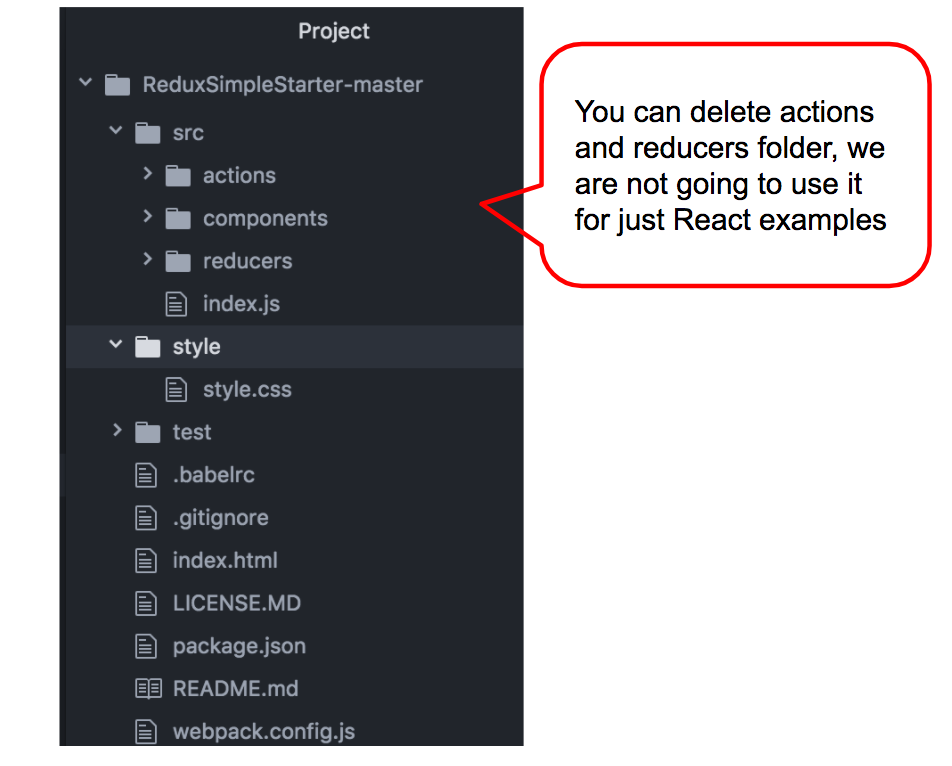 Project
ReduxSimpleStarter-master
src
actions
components
reducers
index.js
style
style.css
test
.babelrc
.gitignore
index.html
LICENSE.MD
package.json
README.md
webpack.config.js
You can delete actions
and reducers folder, we
are not going to use it
for just React examples